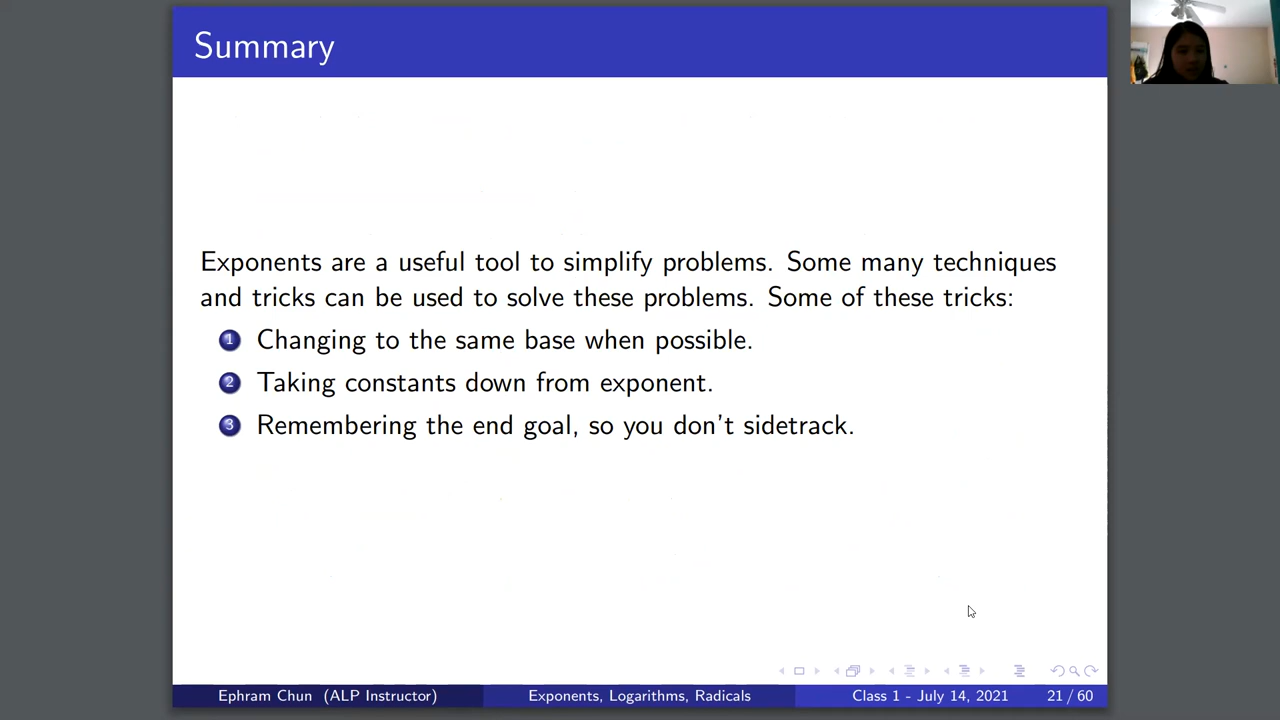 Summary
Exponents are a useful tool to simplify problems. Some many techniques
and tricks can be used to solve these problems. Some of these tricks:
1 Changing to the same base when possible.
2 Taking constants down from exponent.
3 Remembering the end goal, so you don't sidetrack.
Ephram Chun (ALP Instructor) Exponents, Logarithms, Radicals Class 1 - July 14, 2021 21 / 60